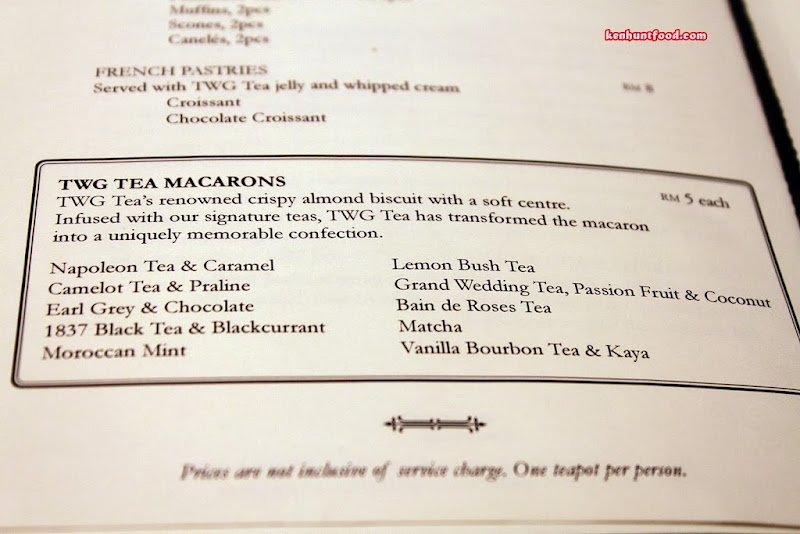 Muffins, 2pcs
Scones, 2pcs
Canelés, 2pcs
kenhuntfood.com
FRENCH PASTRIES
Served with TWG Tea jelly and whipped cream
RM 8
Croissant
Chocolate Croissant
TWG TEA MACARONS
RM 5 each
TWG Tea's renowned crispy almond biscuit with a soft centre.
Infused with our signature teas, TWG Tea has transformed the macaron
into a uniquely memorable confection.
Napoleon Tea & Caramel
Camelot Tea & Praline
Earl Grey & Chocolate
1837 Black Tea & Blackcurrant
Moroccan Mint
Lemon Bush Tea
Grand Wedding Tea, Passion Fruit & Coconut
Bain de Roses Tea
Matcha
Vanilla Bourbon Tea & Kaya
Prices are not inclusive of service charge. One teapot per person.